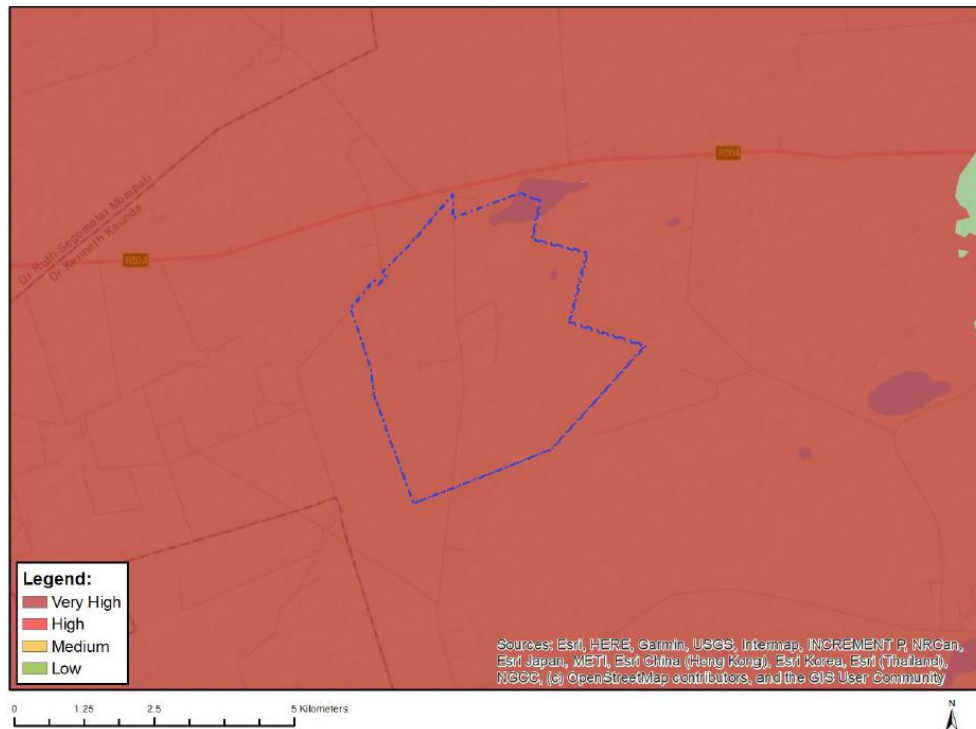 R504
Dr Ruth Segomotsi Mompati
Dr Kenneth Kaunda
R504
Legend:
Very High
High
Medium
Low
Sources: Esri, HERE, Garmin, USGS, Intermap, INCREMENT P, NRCan,
Esri Japan, METI, Esri China (Hong Kong), Esri Korea, Esri (Thailand),
NGCC, (c) OpenStreetMap contributors, and the GIS User Community
0 1.25 2.5 5 Kilometers
N